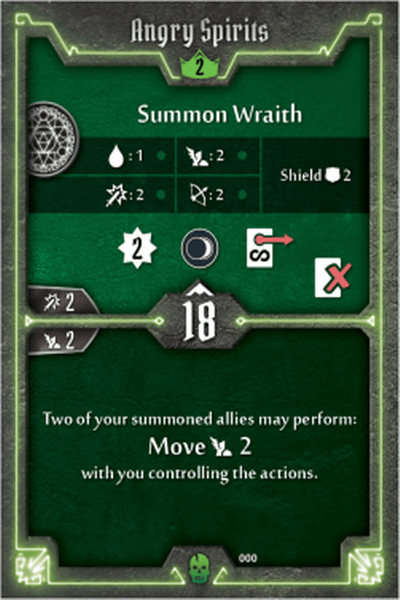 Angry Spirits
2
Summon Wraith
: 1
: 2
Shield 2
: 2
: 2
2
2
18
2
Two of your summoned allies may perform:
Move 2
with you controlling the actions.
000